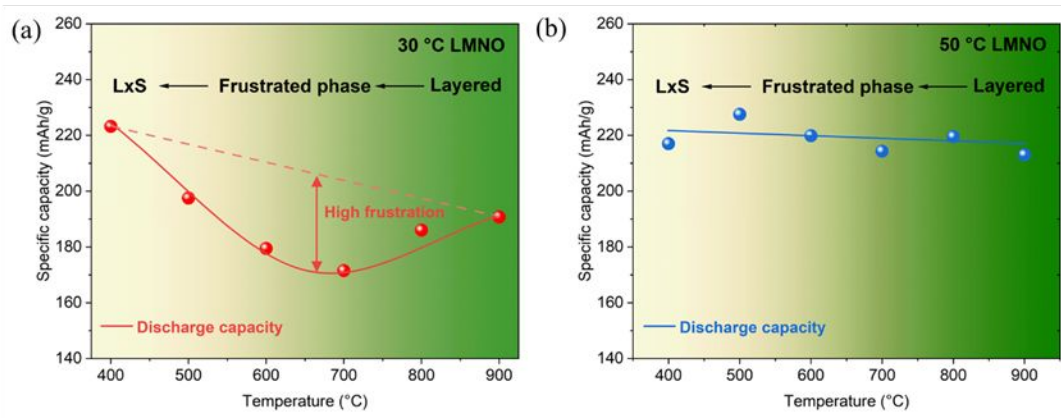 (a)
30 °C LMNO
LxS Frustrated phase Layered
High frustration
Discharge capacity
Specific capacity (mAh/g)
260
240
220
200
180
160
140
400 500 600 700 800 900
Temperature (°C)
(b)
50 °C LMNO
LxS Frustrated phase Layered
Discharge capacity
Specific capacity (mAh/g)
260
240
220
200
180
160
140
400 500 600 700 800 900
Temperature (°C)